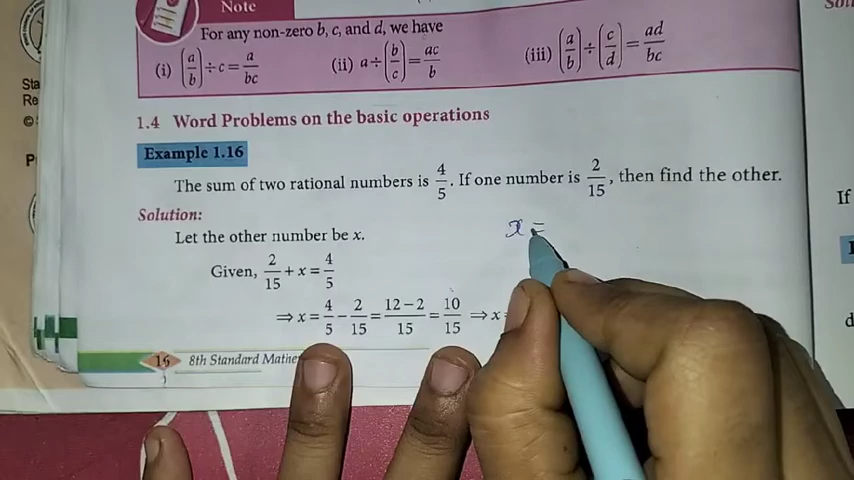 Note
For any non-zero b, c, and d, we have
(i) (a/b) ÷ c = a/bc (ii) a ÷ (b/c) = ac/b (iii) (a/b) ÷ (c/d) = ad/bc
1.4 Word Problems on the basic operations
Example 1.16
The sum of two rational numbers is 4/5. If one number is 2/15, then find the other.
Solution:
Let the other number be x.
x =
Given, 2/15 + x = 4/5
⇒ x = 4/5 − 2/15 = (12 − 2)/15 = 10/15 ⇒ x
16 8th Standard Mathe
Sta
Re
©
P
If